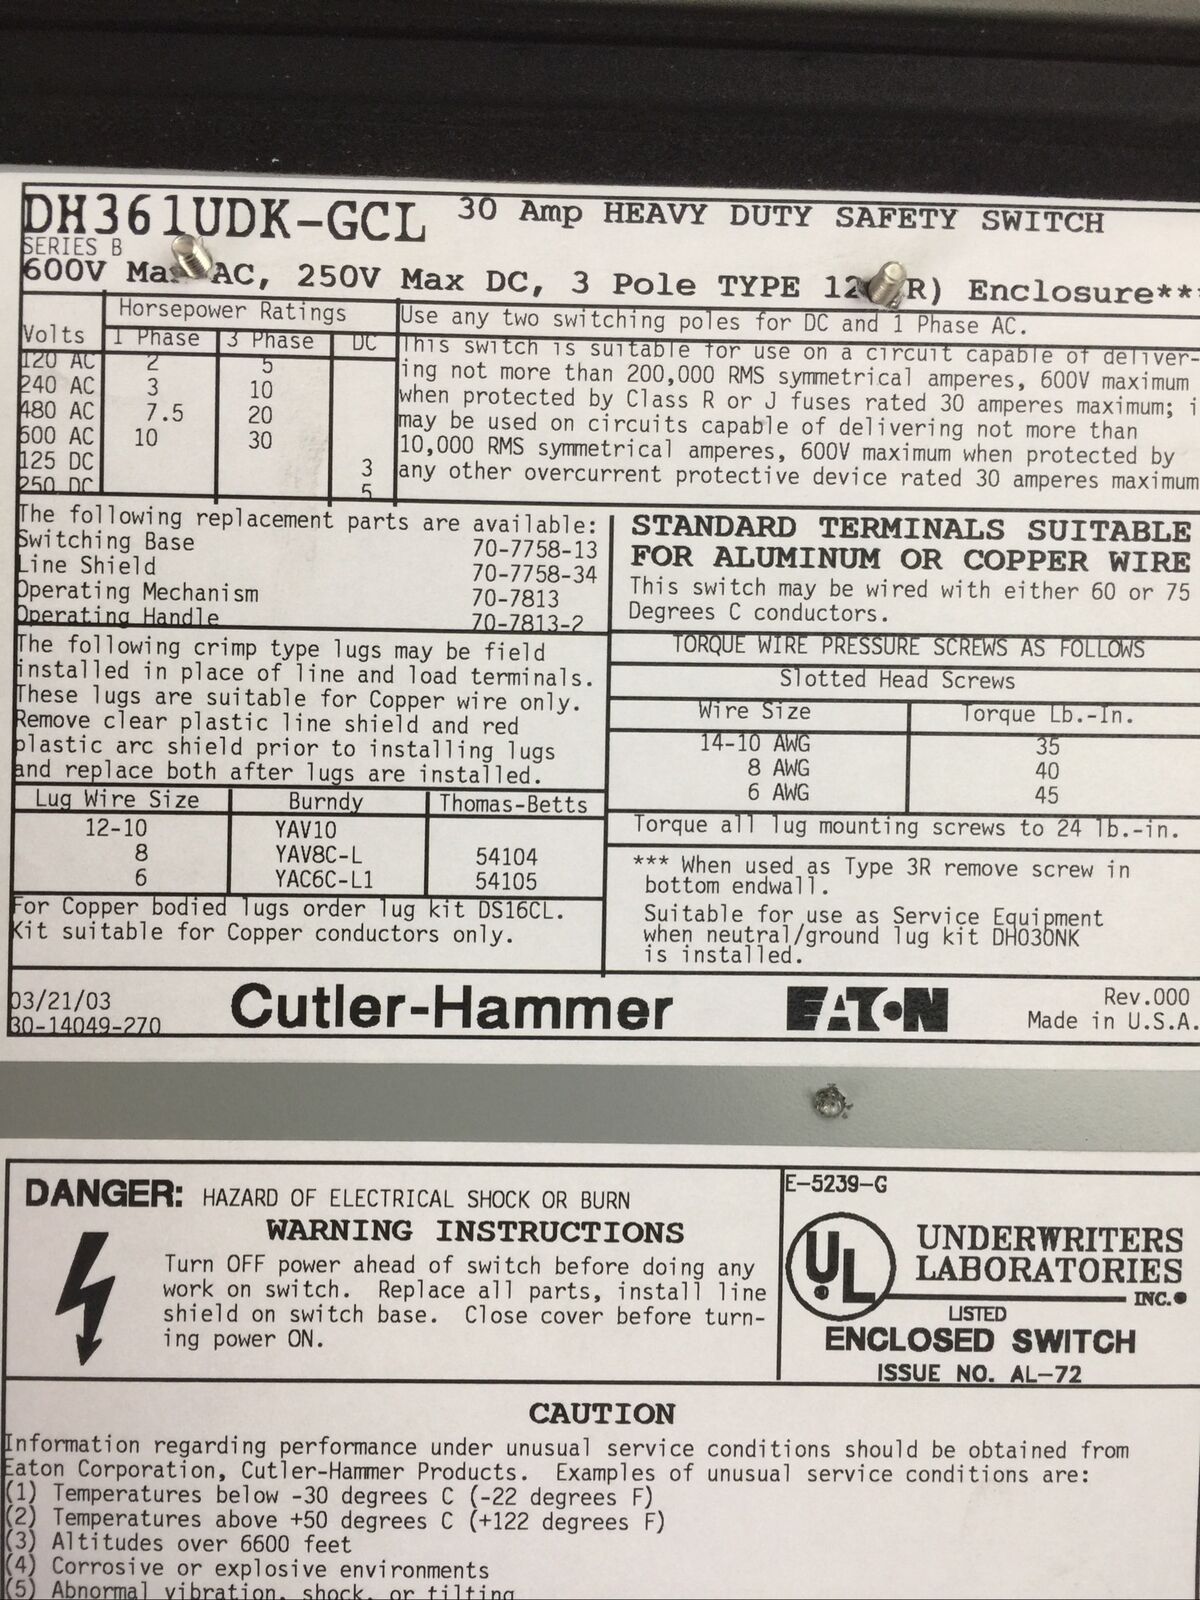 DH361UDK-GCL 30 Amp HEAVY DUTY SAFETY SWITCH
SERIES B
600V AC, 250V Max DC, 3 Pole TYPE 12 R) Enclosure***
Horsepower Ratings
Volts 1 Phase 3 Phase DC
120 AC 2 5
240 AC 3 10
480 AC 7.5 20
600 AC 10 30
125 DC 3
250 DC 5
Use any two switching poles for DC and 1 Phase AC.
This switch is suitable for use on a circuit capable of deliver-
ing not more than 200,000 RMS symmetrical amperes, 600V maximum
when protected by Class R or J fuses rated 30 amperes maximum;
may be used on circuits capable of delivering not more than
10,000 RMS symmetrical amperes, 600V maximum when protected by
any other overcurrent protective device rated 30 amperes maximum
The following replacement parts are available:
Switching Base 70-7758-13
Line Shield 70-7758-34
Operating Mechanism 70-7813
Operating Handle 70-7813-2
The following crimp type lugs may be field
installed in place of line and load terminals.
These lugs are suitable for Copper wire only.
Remove clear plastic line shield and red
plastic arc shield prior to installing lugs
and replace both after lugs are installed.
Lug Wire Size Burndy Thomas-Betts
12-10 YAV10
8 YAV8C-L 54104
6 YAC6C-L1 54105
For Copper bodied lugs order lug kit DS16CL.
Kit suitable for Copper conductors only.
STANDARD TERMINALS SUITABLE
FOR ALUMINUM OR COPPER WIRE
This switch may be wired with either 60 or 75
Degrees C conductors.
TORQUE WIRE PRESSURE SCREWS AS FOLLOWS
Slotted Head Screws
Wire Size Torque Lb.-In.
14-10 AWG 35
8 AWG 40
6 AWG 45
Torque all lug mounting screws to 24 lb.-in.
*** When used as Type 3R remove screw in
bottom endwall.
Suitable for use as Service Equipment
when neutral/ground lug kit DH030NK
is installed.
03/21/03
30-14049-270
Cutler-Hammer
EATON
Rev.000
Made in U.S.A.
DANGER: HAZARD OF ELECTRICAL SHOCK OR BURN
WARNING INSTRUCTIONS
Turn OFF power ahead of switch before doing any
work on switch. Replace all parts, install line
shield on switch base. Close cover before turn-
ing power ON.
E-5239-G
UL
UNDERWRITERS
LABORATORIES
INC.®
LISTED
ENCLOSED SWITCH
ISSUE NO. AL-72
CAUTION
Information regarding performance under unusual service conditions should be obtained from
Eaton Corporation, Cutler-Hammer Products. Examples of unusual service conditions are:
(1) Temperatures below -30 degrees C (-22 degrees F)
(2) Temperatures above +50 degrees C (+122 degrees F)
(3) Altitudes over 6600 feet
(4) Corrosive or explosive environments
(5) Abnormal vibration, shock, or tilting